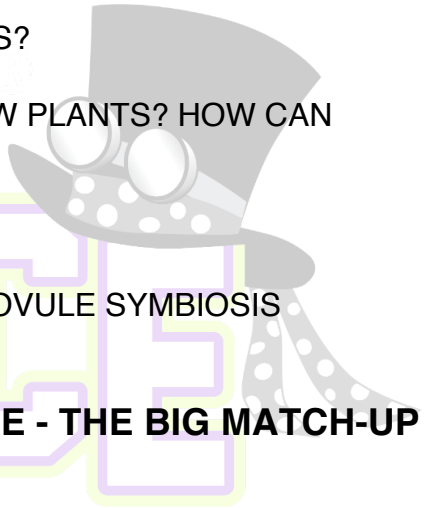 S?
W PLANTS? HOW CAN
OVULE SYMBIOSIS
E - THE BIG MATCH-UP